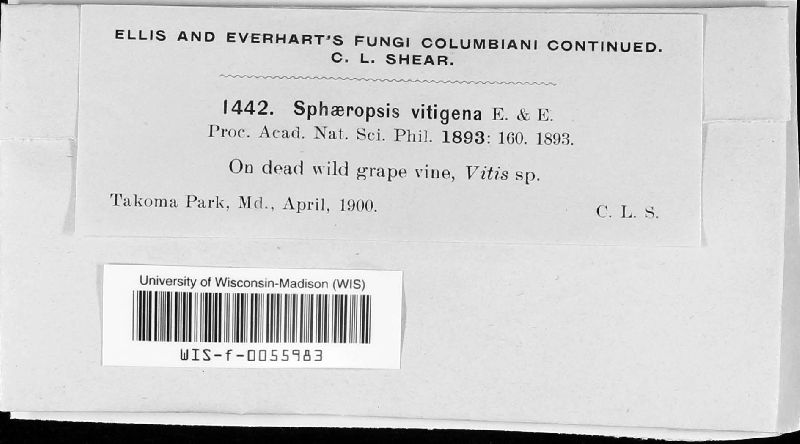 ELLIS AND EVERHART'S FUNGI COLUMBIANI CONTINUED.
C. L. SHEAR.
1442. Sphæropsis vitigena E. & E.
Proc. Acad. Nat. Sci. Phil. 1893: 160. 1893.
On dead wild grape vine, Vitis sp.
Takoma Park, Md., April, 1900. C. L. S.
University of Wisconsin-Madison (WIS)
WIS-f-0055983